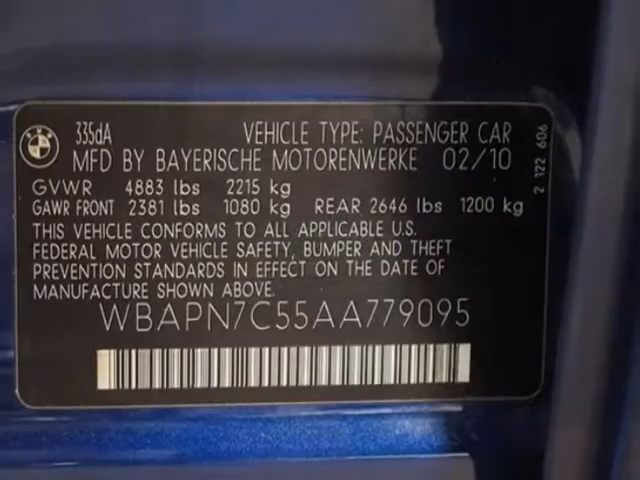 BMW
335dA VEHICLE TYPE: PASSENGER CAR
MFD BY BAYERISCHE MOTORENWERKE 02/10
GVWR 4883 lbs 2215 kg
GAWR FRONT 2381 lbs 1080 kg REAR 2646 lbs 1200 kg
THIS VEHICLE CONFORMS TO ALL APPLICABLE U.S.
FEDERAL MOTOR VEHICLE SAFETY, BUMPER AND THEFT
PREVENTION STANDARDS IN EFFECT ON THE DATE OF
MANUFACTURE SHOWN ABOVE.
WBAPN7C55AA779095
2 122 606